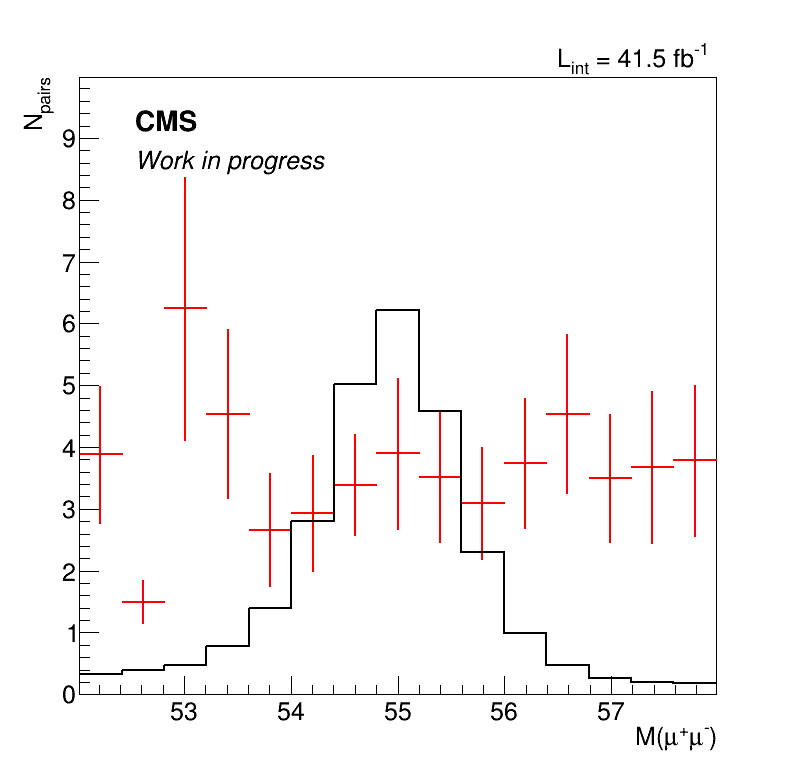 L_int = 41.5 fb^-1
N_pairs
CMS
Work in progress
9
8
7
6
5
4
3
2
1
0
53 54 55 56 57
M(μ⁺μ⁻)